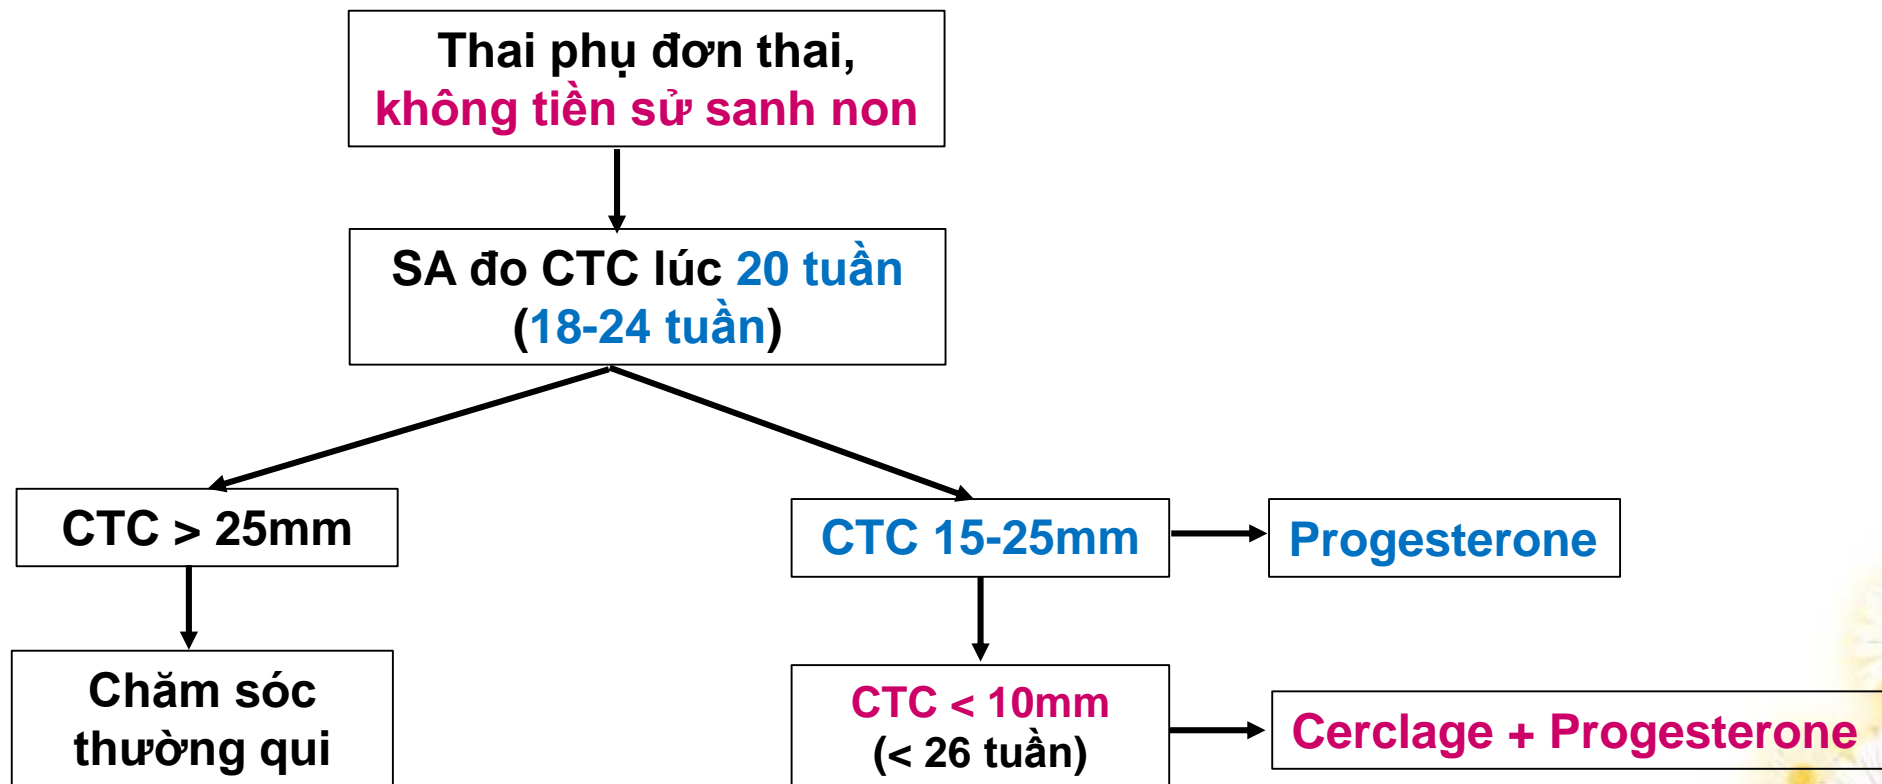 Thai phụ đơn thai,
không tiền sử sanh non
SA đo CTC lúc 20 tuần
(18-24 tuần)
CTC > 25mm
CTC 15-25mm
Progesterone
Chăm sóc
thường qui
CTC < 10mm
(< 26 tuần)
Cerclage + Progesterone